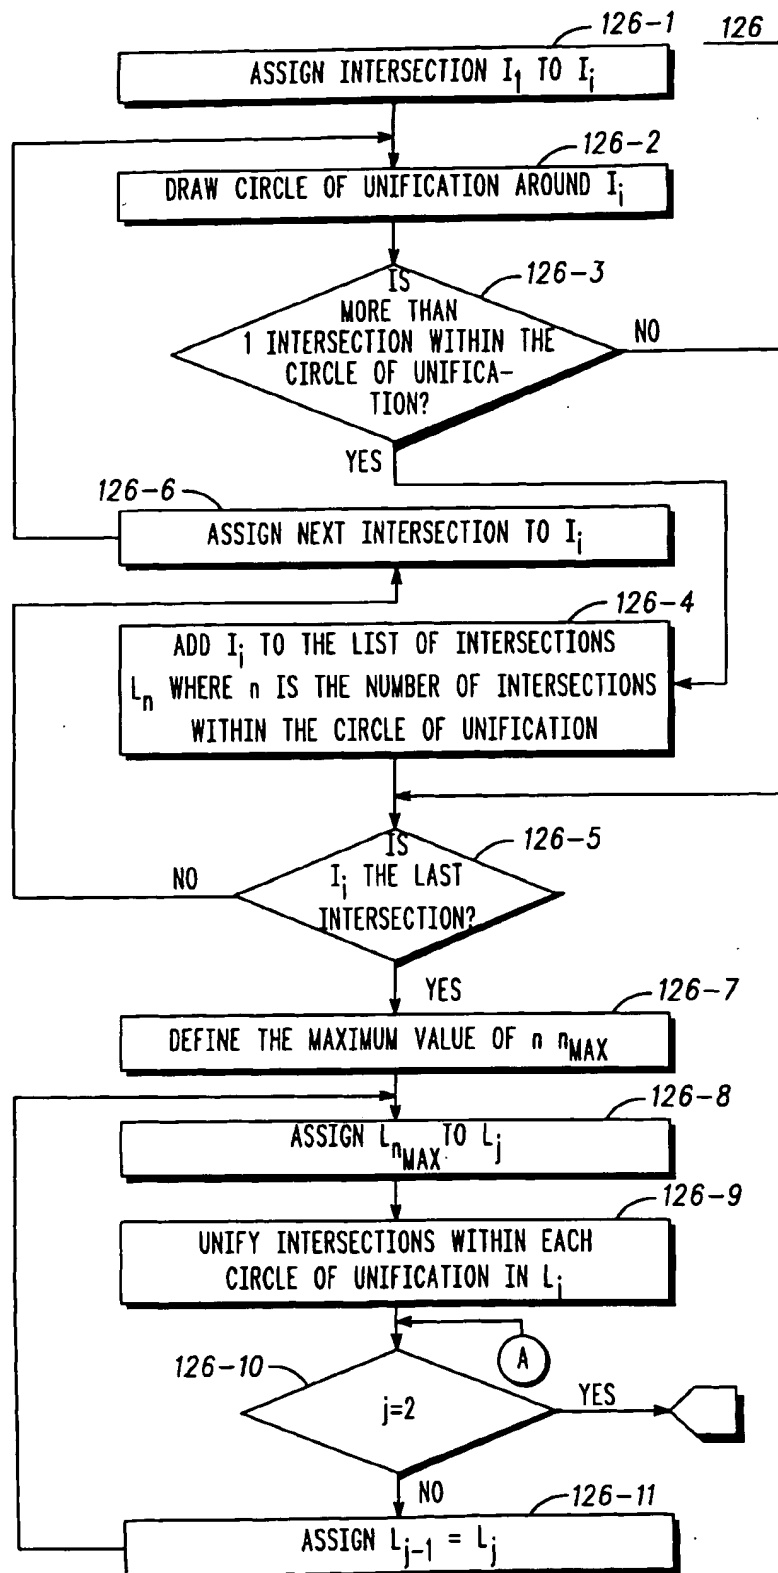 126-1
126
ASSIGN INTERSECTION I1 TO Ii
126-2
DRAW CIRCLE OF UNIFICATION AROUND Ii
126-3
IS
MORE THAN
1 INTERSECTION WITHIN THE
CIRCLE OF UNIFICA-
TION?
NO
YES
126-6
ASSIGN NEXT INTERSECTION TO Ii
126-4
ADD Ii TO THE LIST OF INTERSECTIONS
Ln WHERE n IS THE NUMBER OF INTERSECTIONS
WITHIN THE CIRCLE OF UNIFICATION
126-5
IS
Ii THE LAST
INTERSECTION?
NO
YES
126-7
DEFINE THE MAXIMUM VALUE OF n nMAX
126-8
ASSIGN LnMAX TO Lj
126-9
UNIFY INTERSECTIONS WITHIN EACH
CIRCLE OF UNIFICATION IN Lj
A
126-10
j=2
YES
NO
126-11
ASSIGN Lj-1 = Lj